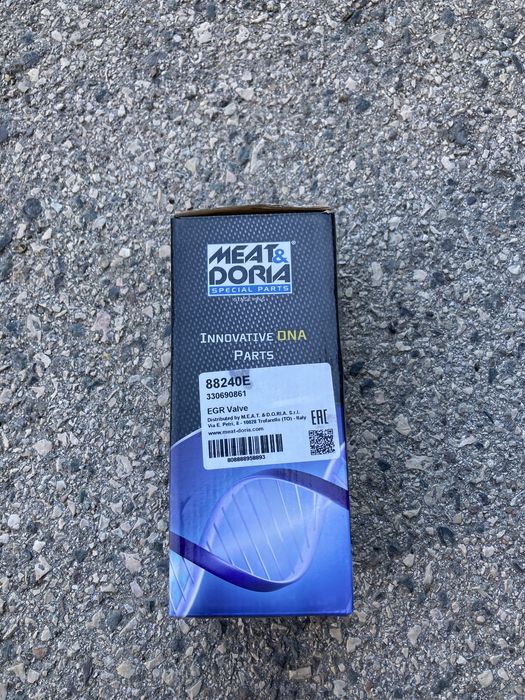 MEAT&
DORIA
SPECIAL PARTS
INNOVATIVE DNA
PARTS
88240E
330690861
EGR Valve
Distributed by M.E.A.T. & D.O.R.I.A. S.r.l.
Via E. Petri, 8 - 10028 Trofarello (TO) - Italy
www.meat-doria.com
EAC